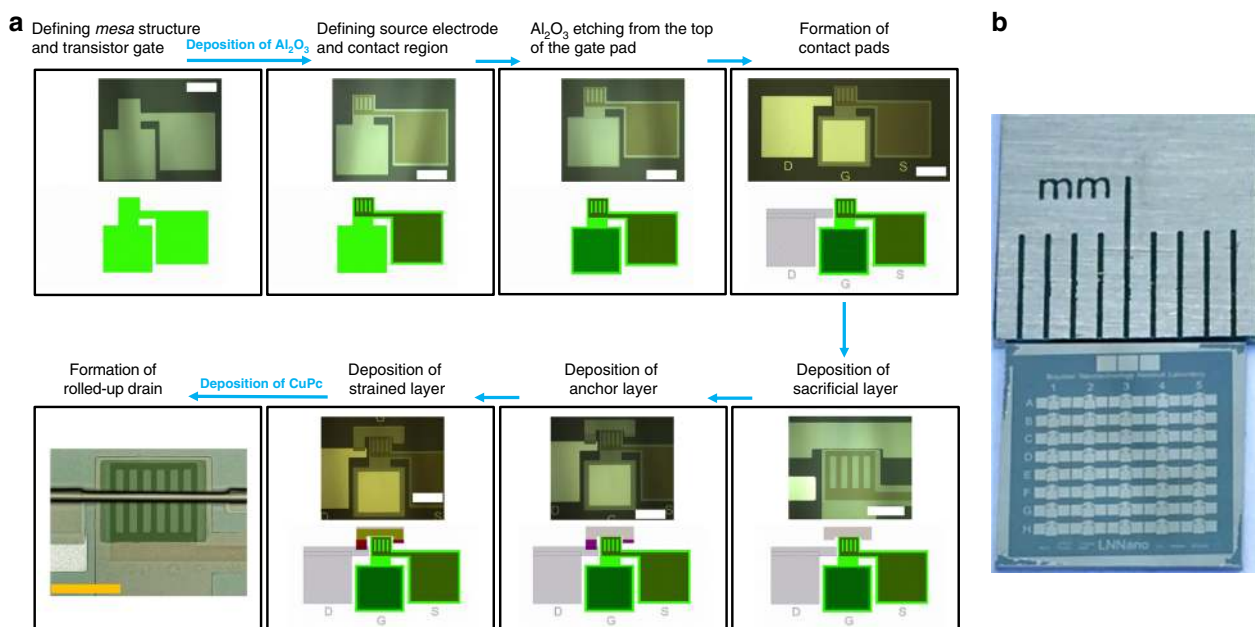 a
Defining mesa structure
and transistor gate
Deposition of Al₂O₃
Defining source electrode
and contact region
Al₂O₃ etching from the top
of the gate pad
Formation of
contact pads
D
G
S
D
G
S
Formation of
rolled-up drain
Deposition of CuPc
Deposition of
strained layer
Deposition of
anchor layer
Deposition of
sacrificial layer
D
S
D
G
S
D
G
S
D
G
S
D
G
S
b
mm
1 2 3 4 5
A
B
C
D
E
F
G
H
LNNano